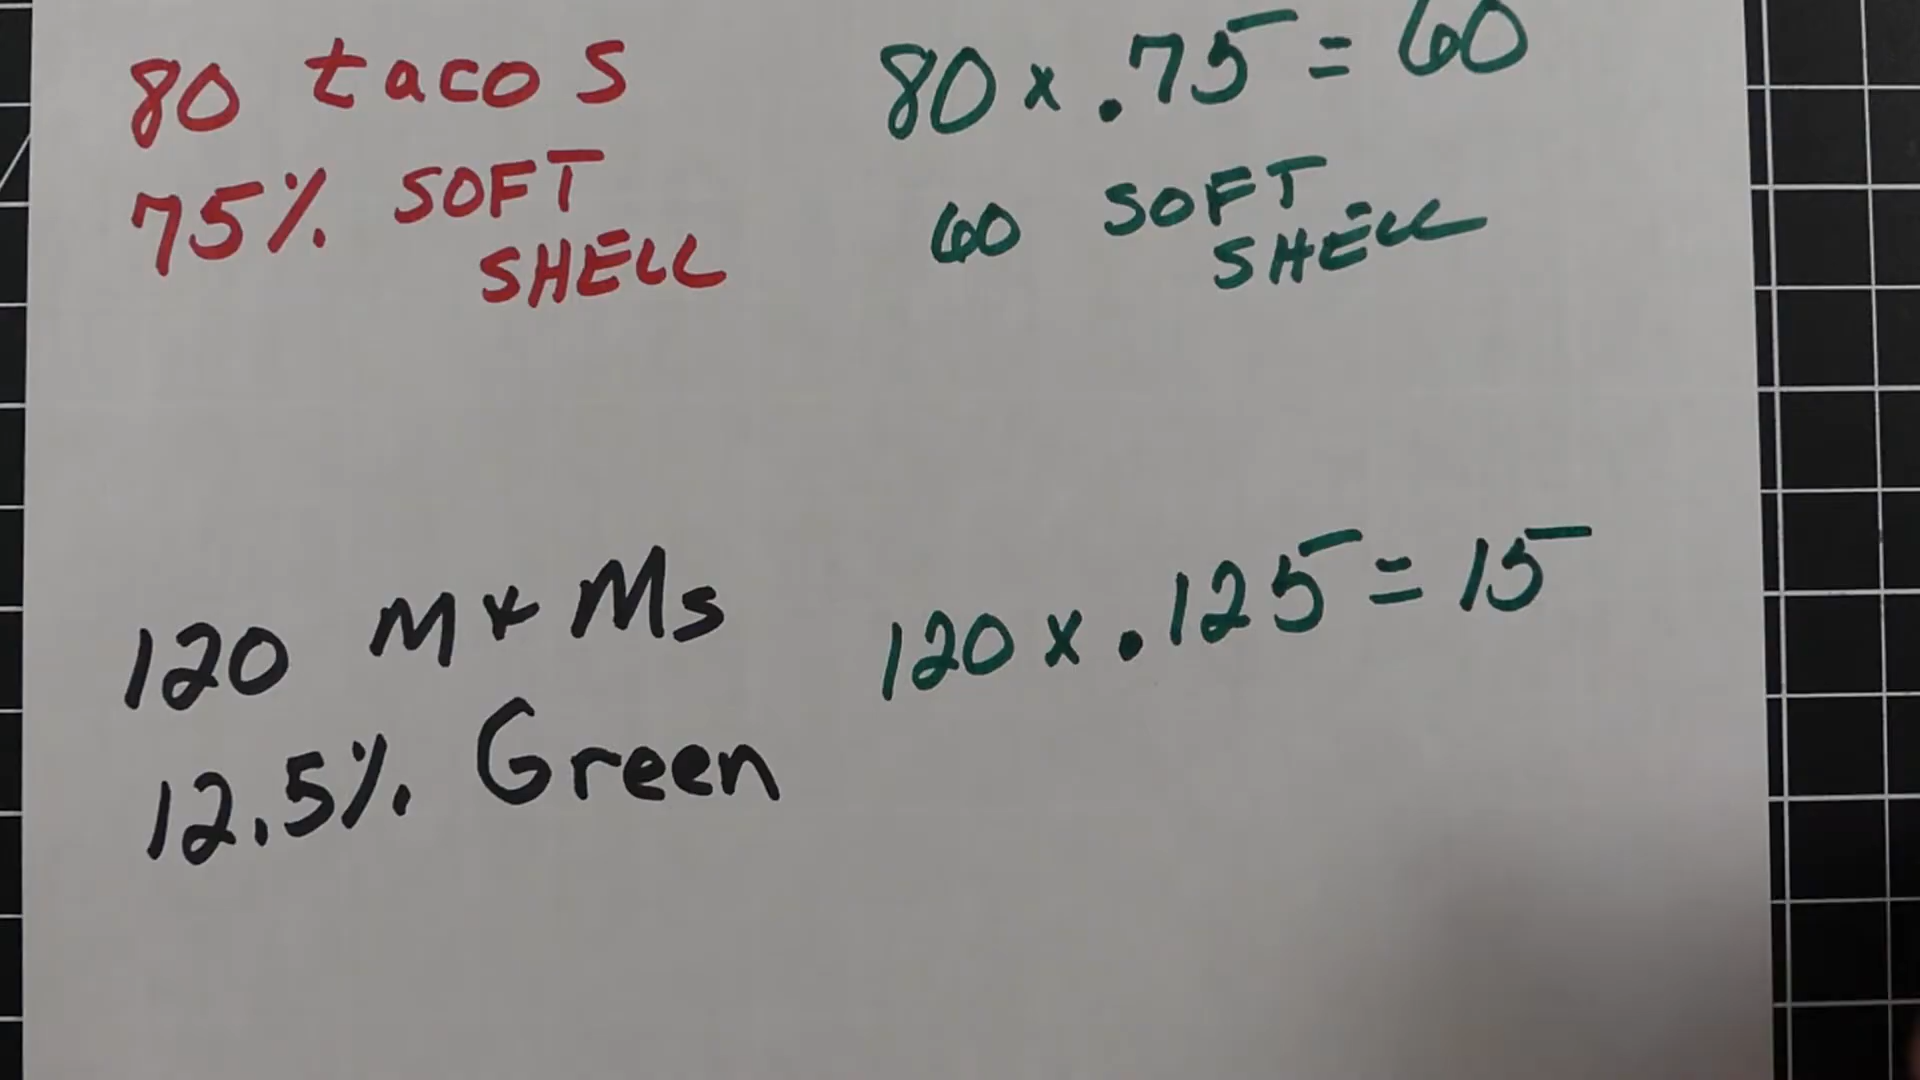 80 tacos
75% SOFT
SHELL
80 x .75 = 60
60 SOFT
SHELL
120 M & Ms
12.5% Green
120 x .125 = 15